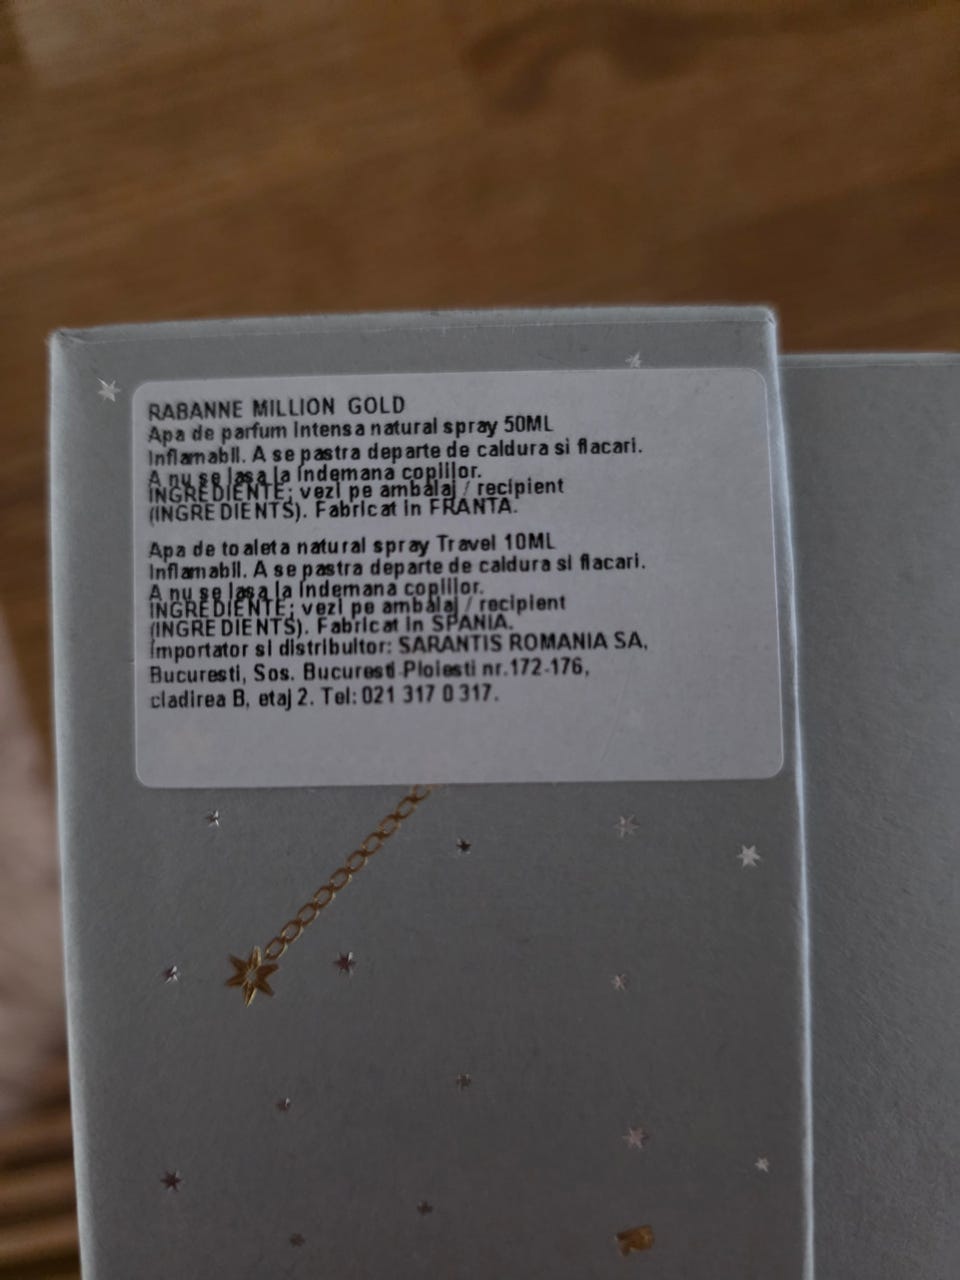 RABANNE MILLION GOLD
Apa de parfum Intensa natural spray 50ML
Inflamabil. A se pastra departe de caldura si flacari.
A nu se lasa la indemana copiilor.
INGREDIENTE: vezi pe ambalaj / recipient
(INGREDIENTS). Fabricat in FRANTA.
Apa de toaleta natural spray Travel 10ML
Inflamabil. A se pastra departe de caldura si flacari.
A nu se lasa la indemana copiilor.
INGREDIENTE: vezi pe ambalaj / recipient
(INGREDIENTS). Fabricat in SPANIA.
Importator si distribuitor: SARANTIS ROMANIA SA,
Bucuresti, Sos. Bucuresti-Ploiesti nr.172-176,
cladirea B, etaj 2. Tel: 021 317 0 317.